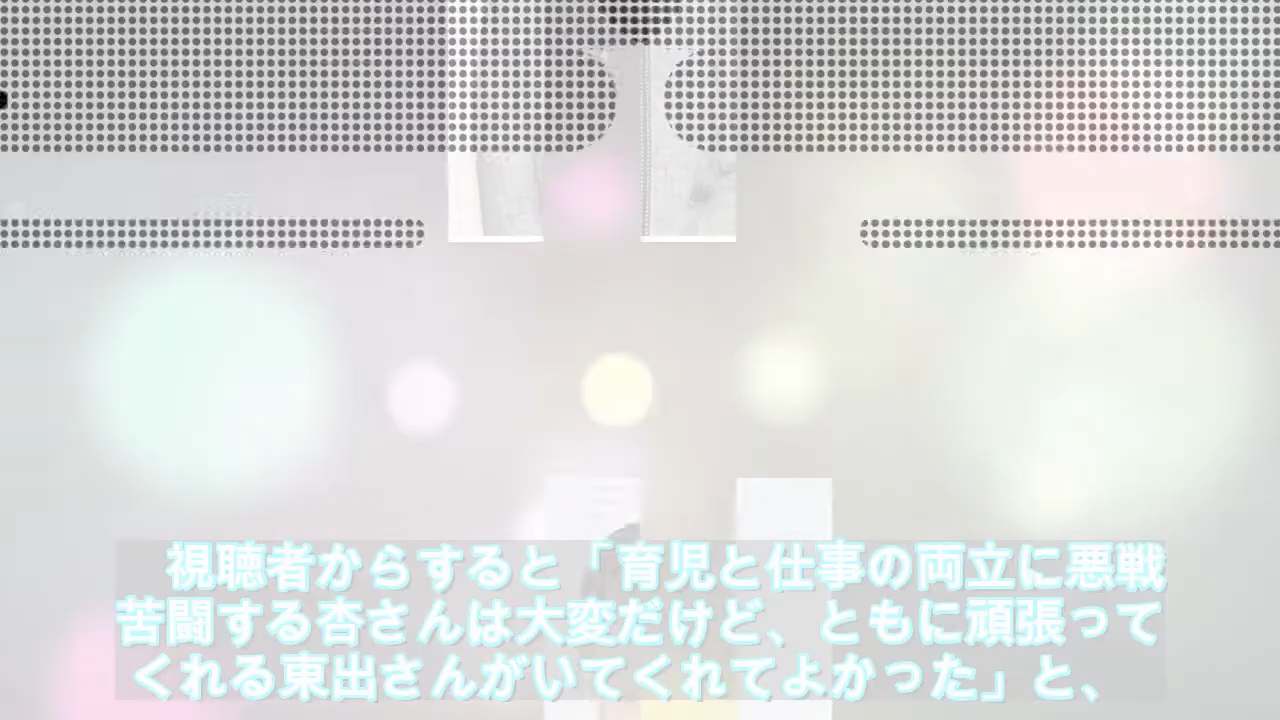 視聴者からすると「育児と仕事の両立に悪戦
苦闘する杏さんは大変だけど、ともに頑張って
くれる東出さんがいてくれてよかった」と、